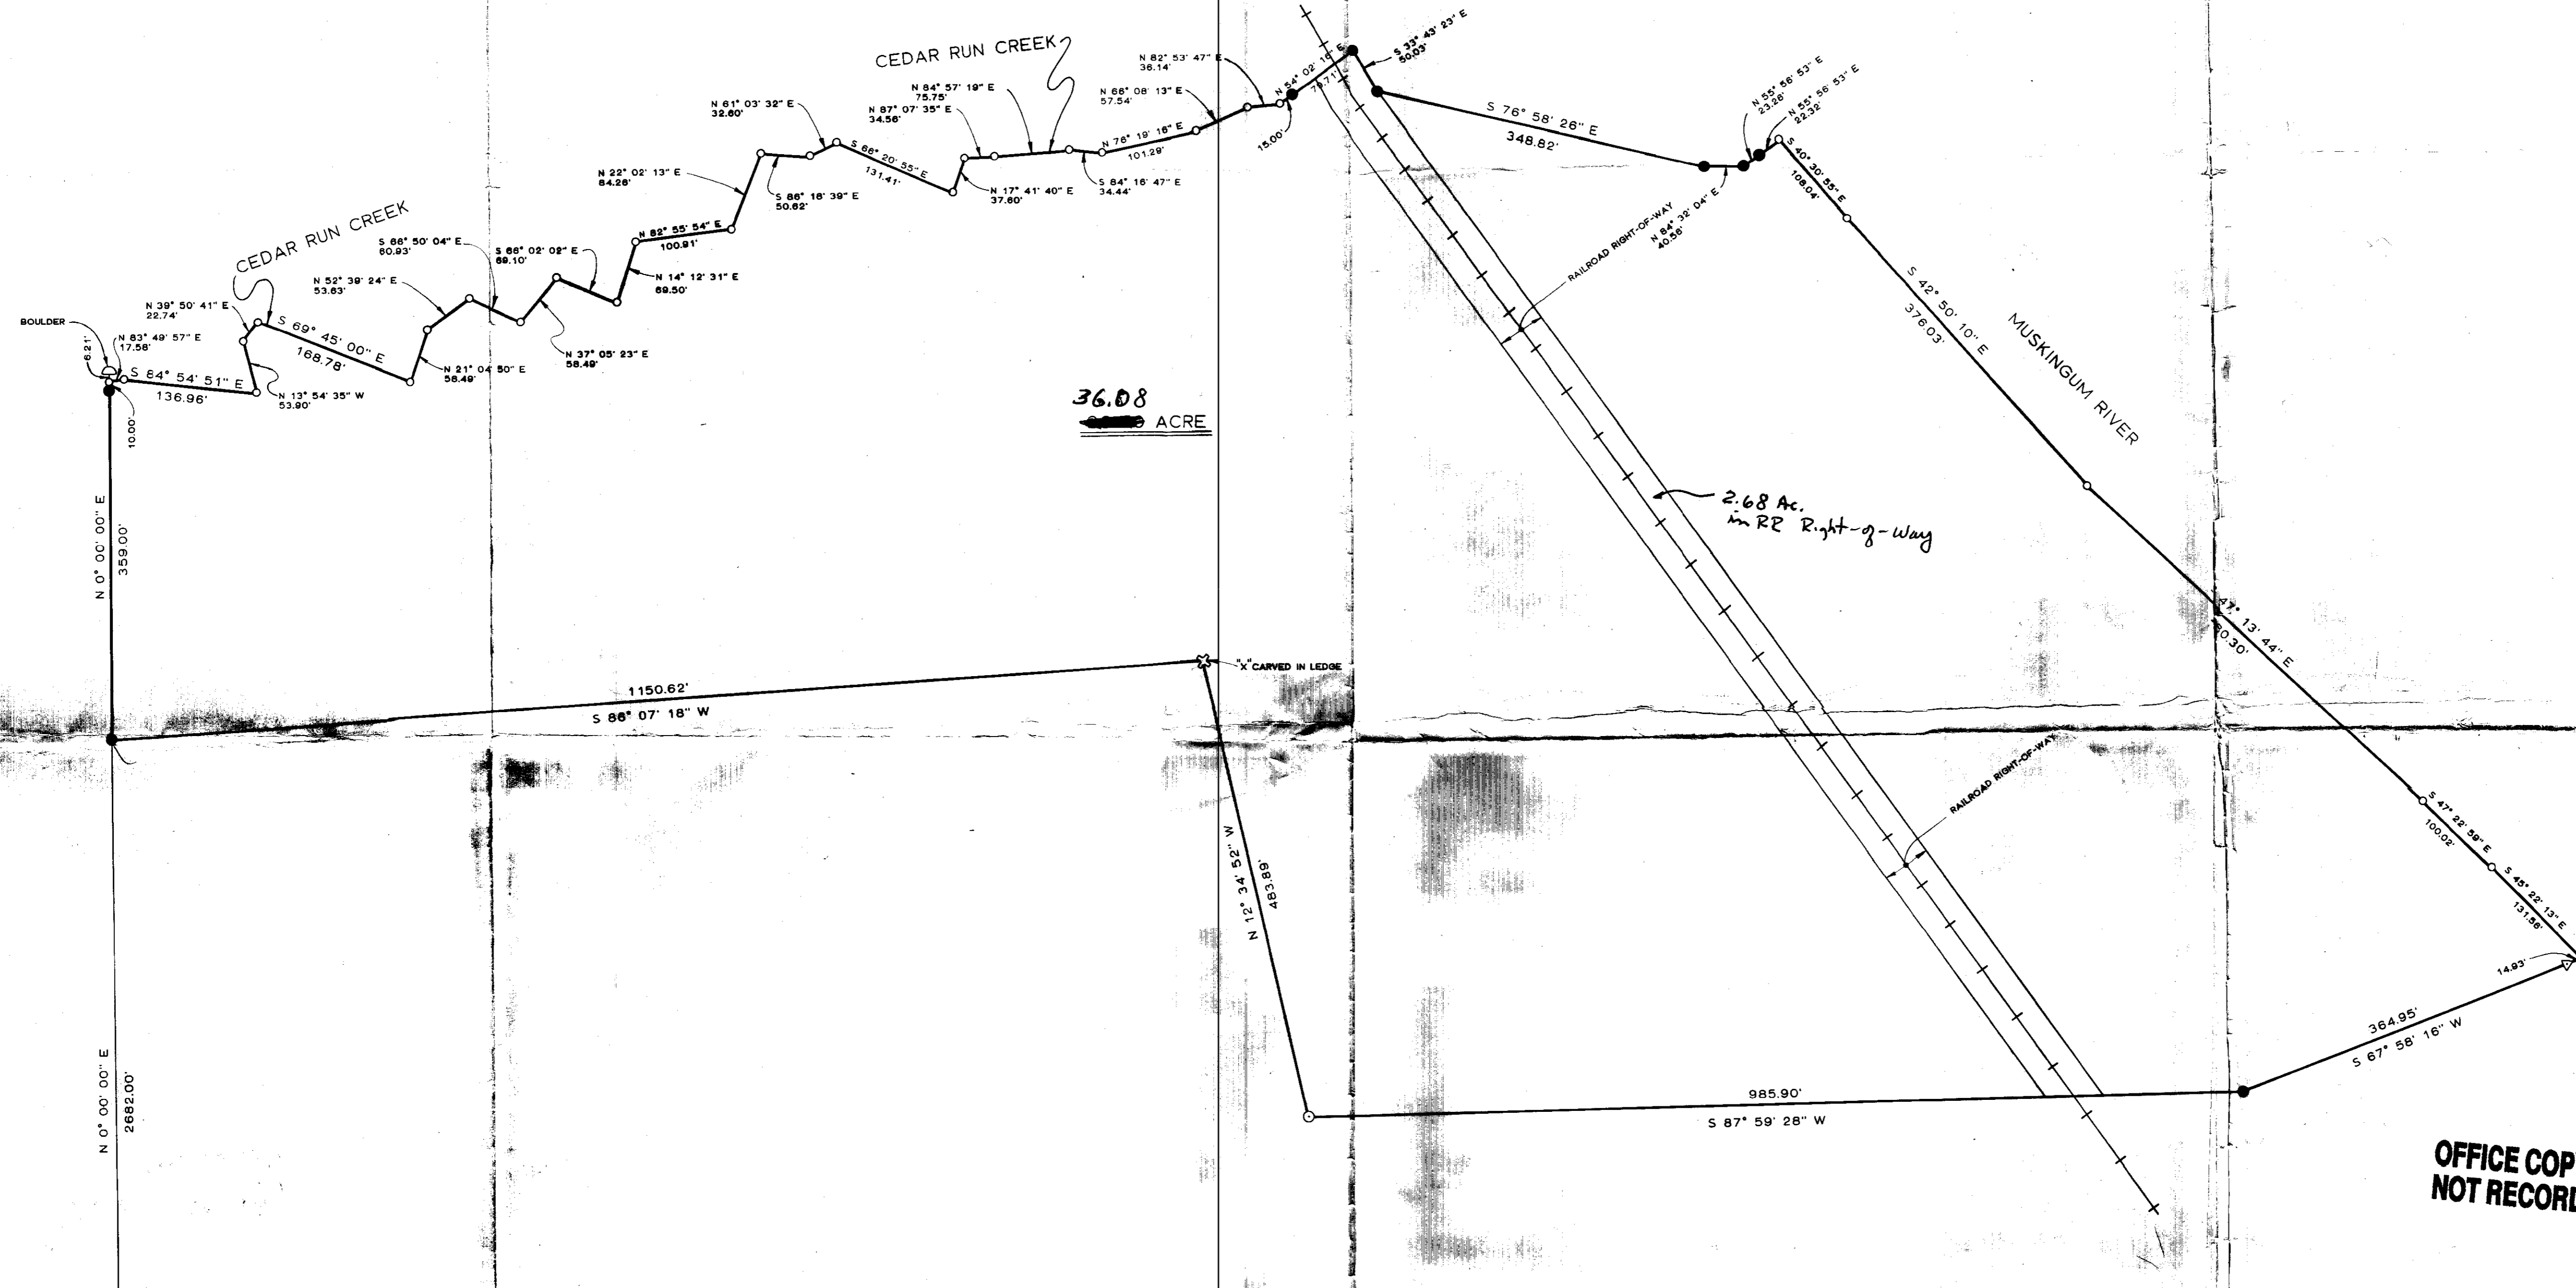 CEDAR RUN CREEK
BOULDER
6.21'
N 83° 49' 57" E
17.58'
10.00'
S 84° 54' 51" E
136.96'
N 13° 54' 35" W
53.90'
N 39° 50' 41" E
22.74'
S 69° 45' 00" E
168.78'
N 21° 04' 50" E
N 52° 39' 24" E
53.63'
S 66° 50' 04" E
60.93'
N 37° 05' 23" E
58.49'
S 66° 02' 02" E
69.10'
N 14° 12' 31" E
69.50'
N 82° 55' 54" E
100.91'
N 22° 02' 13" E
84.26'
S 86° 16' 39" E
50.62'
N 61° 03' 32" E
32.60'
S 66° 20' 55" E
131.41'
N 17° 41' 40" E
37.60'
N 87° 07' 35" E
34.56'
N 84° 57' 19" E
75.75'
CEDAR RUN CREEK
S 84° 16' 47" E
34.44'
N 76° 19' 16" E
101.29'
N 66° 08' 13" E
57.54'
N 82° 53' 47" E
36.14'
15.00'
N 54° 02' E
S 33° 43' 23" E
50.03'
S 76° 58' 26" E
348.82'
N 84° 32' 04" E
40.56'
N 55° 56' 53" E
23.28'
N 55° 56' 53" E
22.32'
S 40° 30' 55" E
108.04'
S 42° 50' 10" E
376.03'
MUSKINGUM RIVER
RAILROAD RIGHT-OF-WAY
36.08
ACRE
2.68 Ac.
in RR Right-of-Way
47° 13' 44" E
S 47° 22' 59" E
100.02'
S 45° 22' 13" E
131.56'
14.93'
364.95'
S 67° 58' 16" W
RAILROAD RIGHT-OF-WAY
985.90'
S 87° 59' 28" W
N 12° 34' 52" W
483.89'
"X" CARVED IN LEDGE
1150.62'
S 86° 07' 18" W
N 0° 00' 00" E
359.00'
N 0° 00' 00" E
2682.00'
OFFICE COP
NOT RECOR